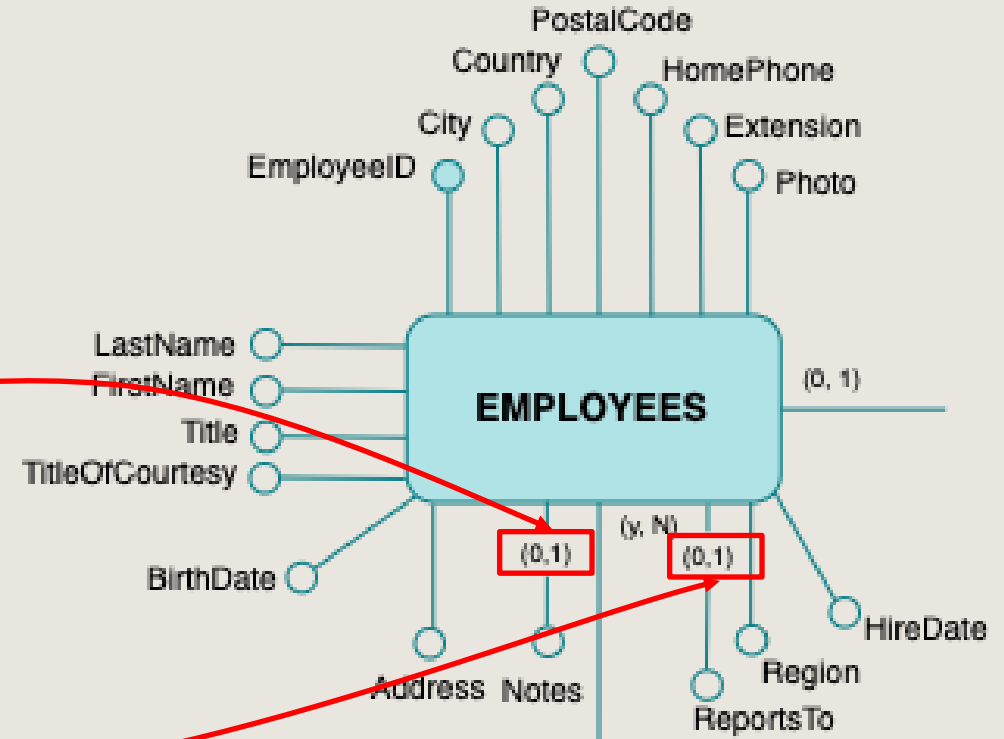 PostalCode
Country
HomePhone
City
Extension
EmployeeID
Photo
LastName
FirstName
(0, 1)
EMPLOYEES
Title
TitleOfCourtesy
(y, N)
(0,1)
(0,1)
BirthDate
HireDate
Region
Address
Notes
ReportsTo